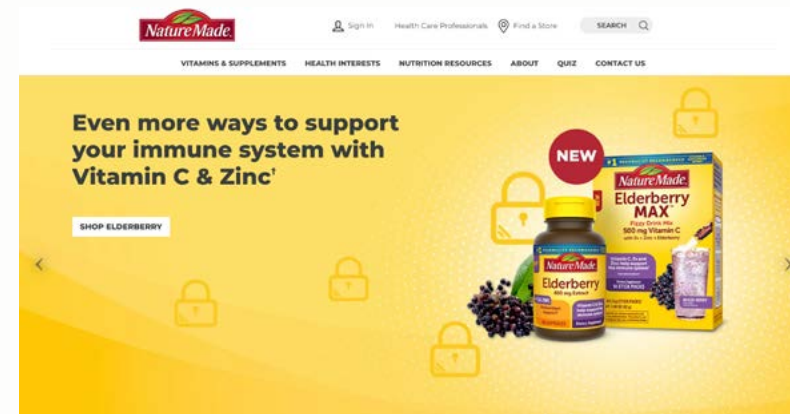 Nature Made
Sign In
Health Care Professionals
Find a Store
SEARCH
VITAMINS & SUPPLEMENTS
HEALTH INTERESTS
NUTRITION RESOURCES
ABOUT
QUIZ
CONTACT US
Even more ways to support
your immune system with
Vitamin C & Zinc†
SHOP ELDERBERRY
NEW
#1
Nature Made
Elderberry
MAX
Fizzy Drink Mix
500 mg Vitamin C
Nature Made
Elderberry